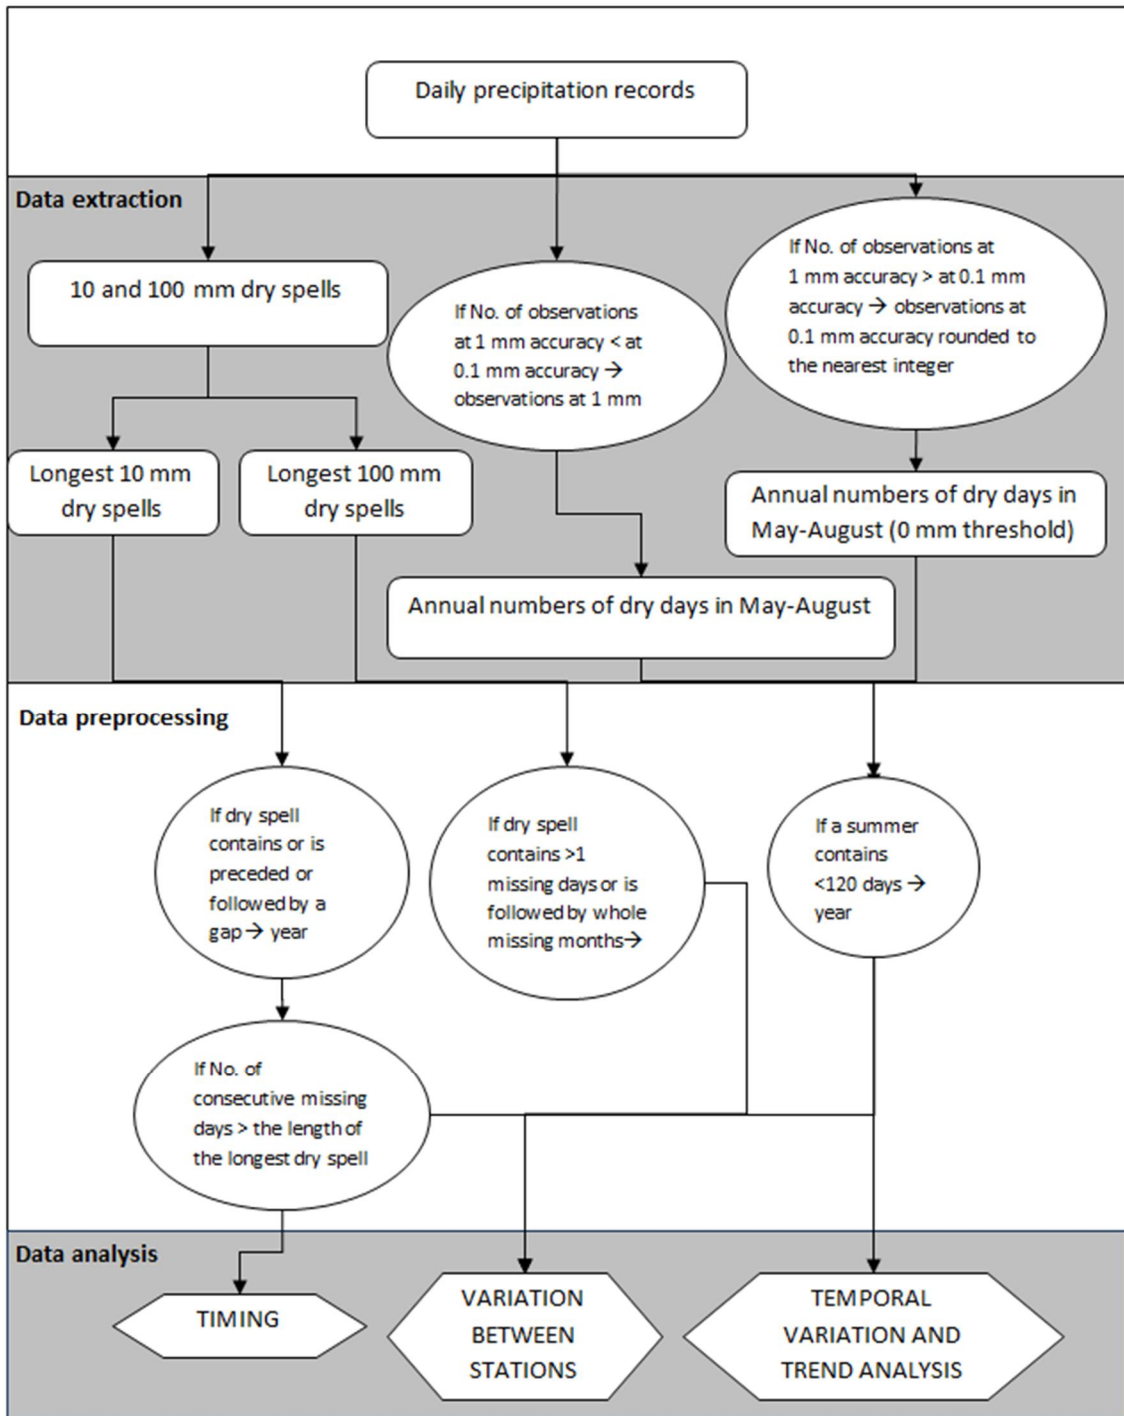 Daily precipitation records
Data extraction
10 and 100 mm dry spells
If No. of observations
at 1 mm accuracy < at
0.1 mm accuracy →
observations at 1 mm
If No. of observations at
1 mm accuracy > at 0.1 mm
accuracy → observations at
0.1 mm accuracy rounded to
the nearest integer
Longest 10 mm
dry spells
Longest 100 mm
dry spells
Annual numbers of dry days in
May-August (0 mm threshold)
Annual numbers of dry days in May-August
Data preprocessing
If dry spell
contains or is
preceded or
followed by a
gap → year
If dry spell
contains >1
missing days or is
followed by whole
missing months→
If a summer
contains
<120 days →
year
If No. of
consecutive missing
days > the length of
the longest dry spell
Data analysis
TIMING
VARIATION
BETWEEN
STATIONS
TEMPORAL
VARIATION AND
TREND ANALYSIS